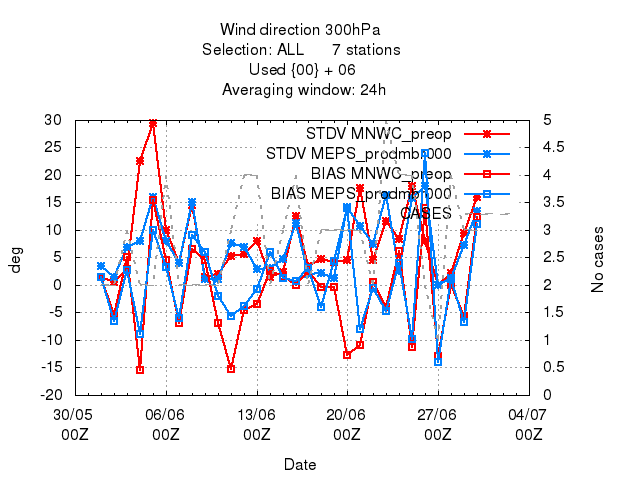 Wind direction 300hPa
Selection: ALL 7 stations
Used {00} + 06
Averaging window: 24h
STDV MNWC_preop
STDV MEPS_prodmbr000
BIAS MNWC_preop
BIAS MEPS_prodmbr000
CASES
30
25
20
15
10
5
0
-5
-10
-15
-20
deg
5
4.5
4
3.5
3
2.5
2
1.5
1
0.5
0
No cases
30/05 06/06 13/06 20/06 27/06 04/07
00Z 00Z 00Z 00Z 00Z 00Z
Date